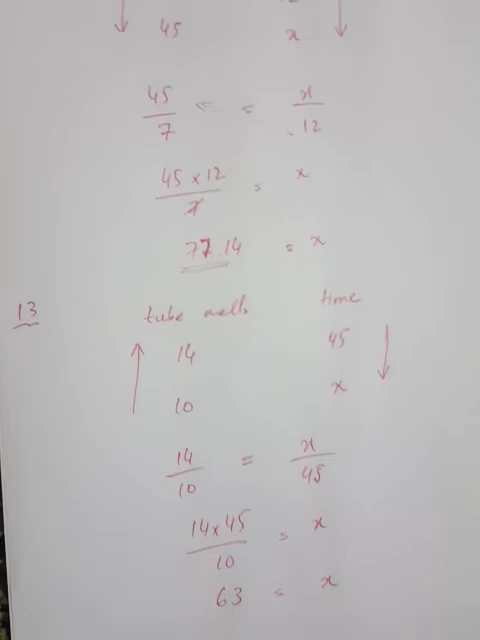 45 x
45/7 = x/12
45 x 12/7 = x
77.14 = x
13 tube wells time
14 45
10 x
14/10 = x/45
14x45/10 = x
63 = x